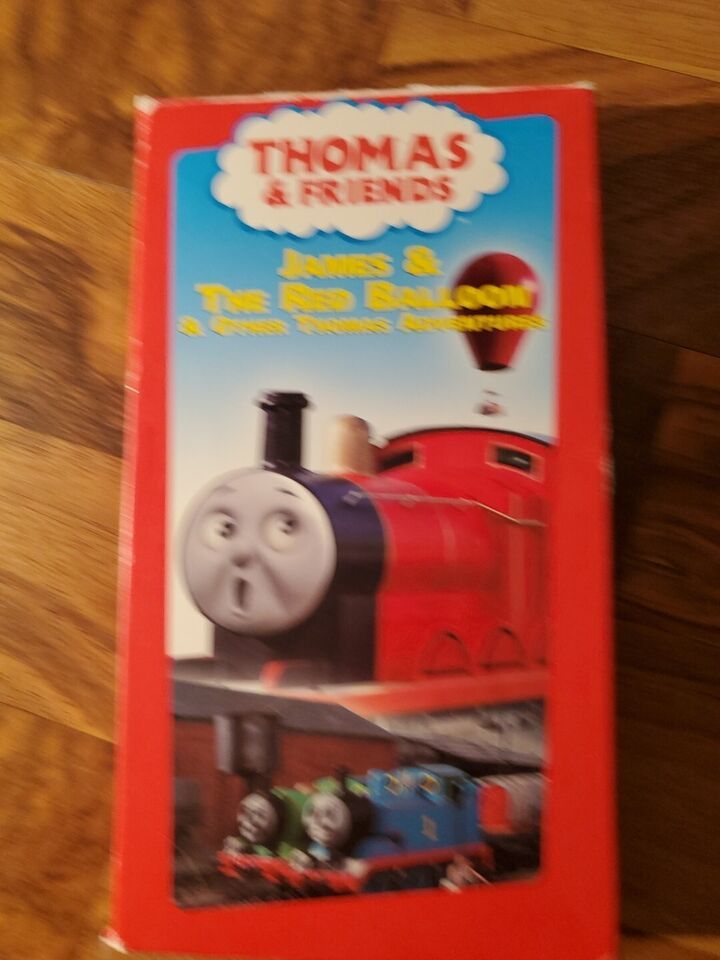 THOMAS
& FRIENDS
JAMES &
THE RED BALLOON
& OTHER THOMAS ADVENTURES